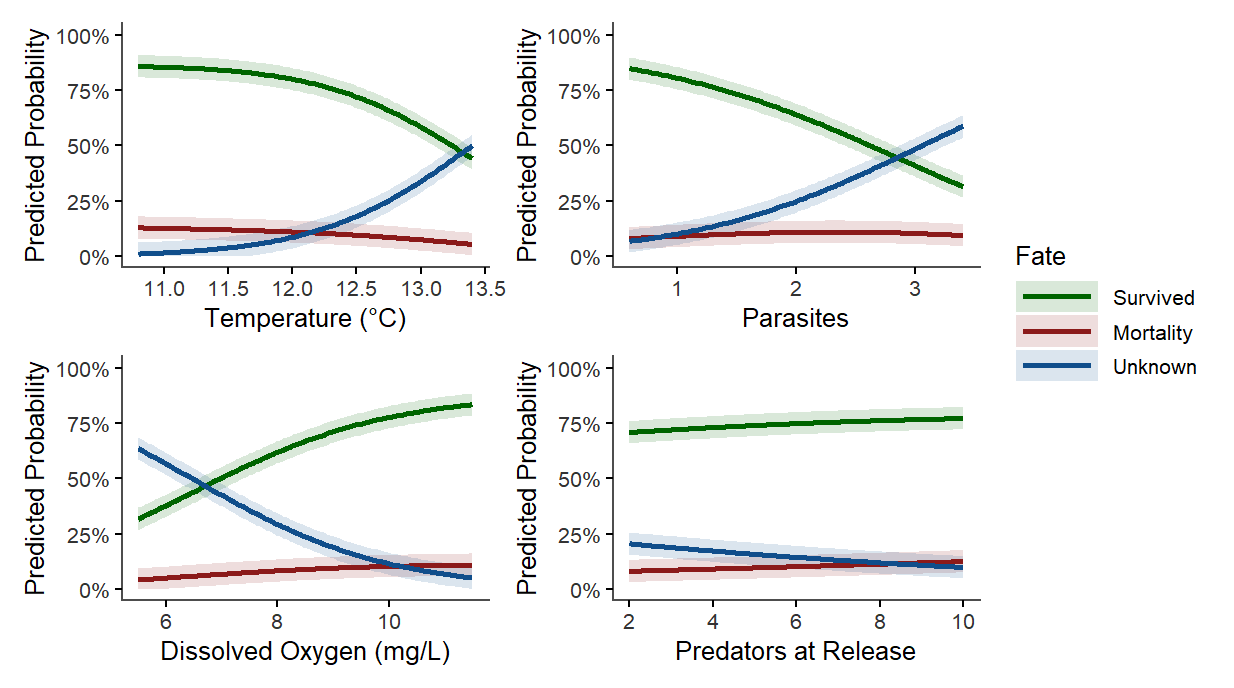 Predicted Probability
100%
75%
50%
25%
0%
11.0 11.5 12.0 12.5 13.0 13.5
Temperature (°C)
Predicted Probability
100%
75%
50%
25%
0%
1 2 3
Parasites
Predicted Probability
100%
75%
50%
25%
0%
6 8 10
Dissolved Oxygen (mg/L)
Predicted Probability
100%
75%
50%
25%
0%
2 4 6 8 10
Predators at Release
Fate
Survived
Mortality
Unknown